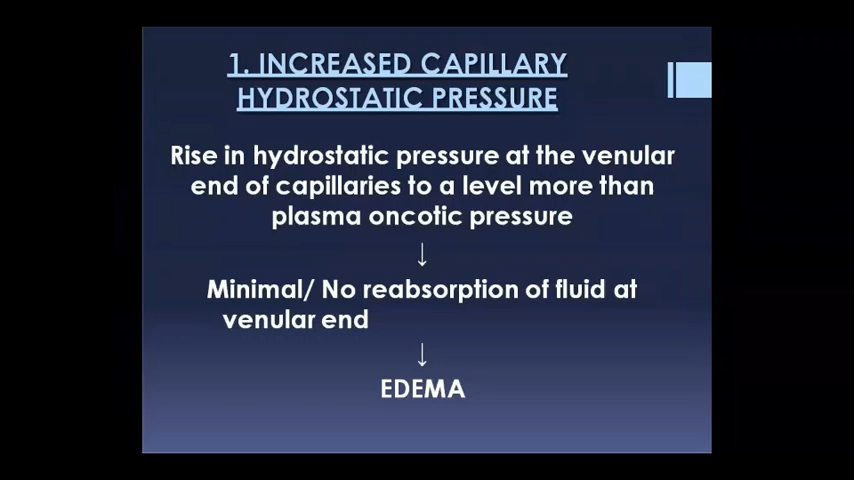 1. INCREASED CAPILLARY
HYDROSTATIC PRESSURE
Rise in hydrostatic pressure at the venular
end of capillaries to a level more than
plasma oncotic pressure
↓
Minimal/ No reabsorption of fluid at
venular end
↓
EDEMA